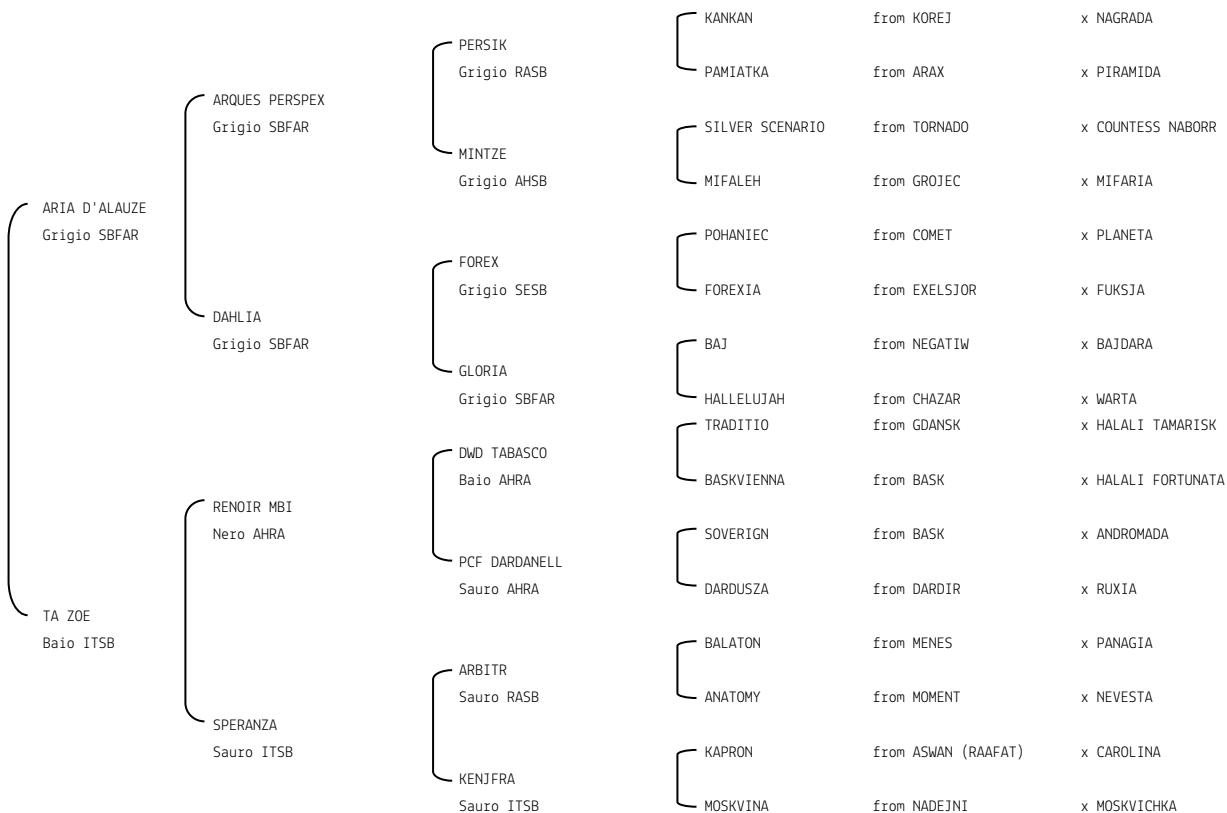 KANKAN from KOREJ x NAGRADA
PERSIK
Grigio RASB PAMIATKA from ARAX x PIRAMIDA
ARQUES PERSPEX
Grigio SBFAR SILVER SCENARIO from TORNADO x COUNTESS NABORR
MINTZE
Grigio AHSB MIFALEH from GROJEC x MIFARIA
ARIA D'ALAUZE
Grigio SBFAR POHANIEC from COMET x PLANETA
FOREX
Grigio SESB FOREXIA from EXELSJOR x FUKSJA
DAHLIA
Grigio SBFAR BAJ from NEGATIW x BAJDARA
GLORIA
Grigio SBFAR HALLELUJAH from CHAZAR x WARTA
TRADITIO from GDANSK x HALALI TAMARISK
DWD TABASCO
Baio AHRA BASKVIENNA from BASK x HALALI FORTUNATA
RENOIR MBI
Nero AHRA SOVERIGN from BASK x ANDROMADA
PCF DARDANELL
Sauro AHRA DARDUSZA from DARDIR x RUXIA
TA ZOE
Baio ITSB BALATON from MENES x PANAGIA
ARBITR
Sauro RASB ANATOMY from MOMENT x NEVESTA
SPERANZA
Sauro ITSB KAPRON from ASWAN (RAAFAT) x CAROLINA
KENJFRA
Sauro ITSB MOSKVINA from NADEJNI x MOSKVICHKA